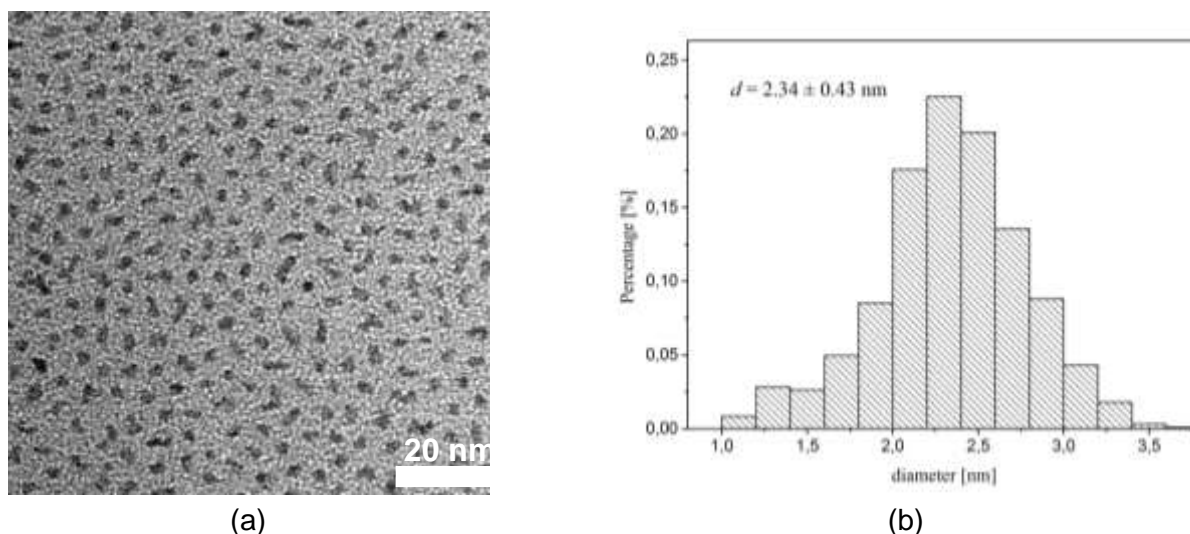 20 nm
(a)
0,25
d = 2.34 ± 0.43 nm
0,20
0,15
0,10
0,05
0,00
Percentage [%]
1,0 1,5 2,0 2,5 3,0 3,5
diameter [nm]
(b)